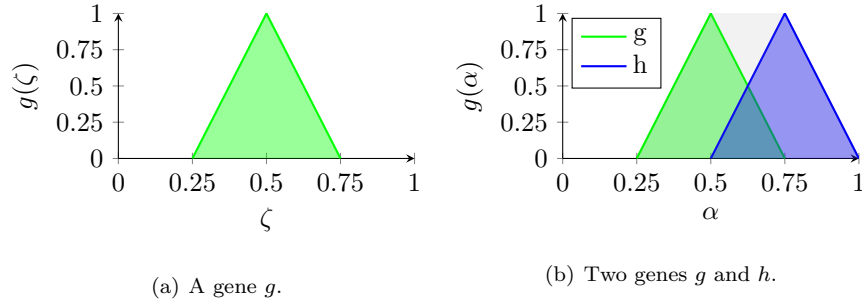 1
0.75
0.5
0.25
0
g(ζ)
0 0.25 0.5 0.75 1
ζ
(a) A gene g.
1
0.75
0.5
0.25
0
g(α)
g
h
0 0.25 0.5 0.75 1
α
(b) Two genes g and h.